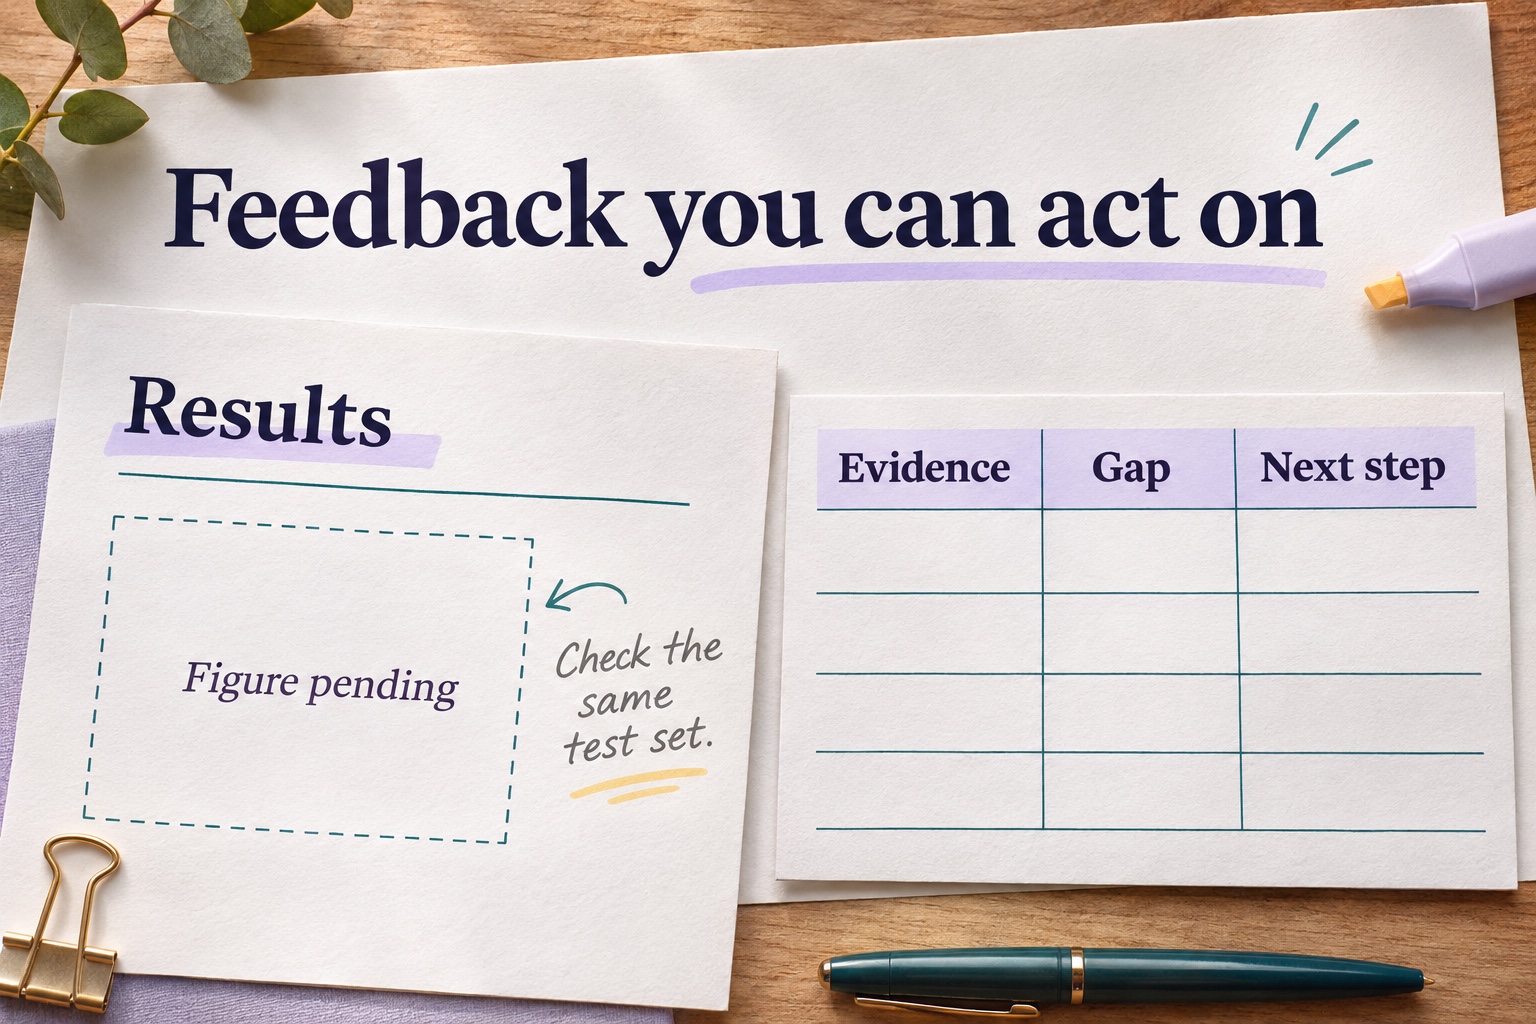 Feedback you can act on
Results
Figure pending
Check the
same
test set.
Evidence Gap Next step